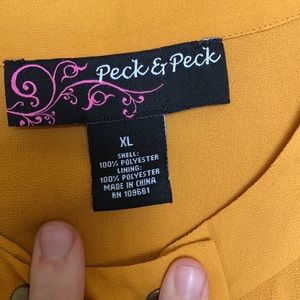 Peck & Peck
XL
SHELL:
100% POLYESTER
LINING:
100% POLYESTER
MADE IN CHINA
RN 109661